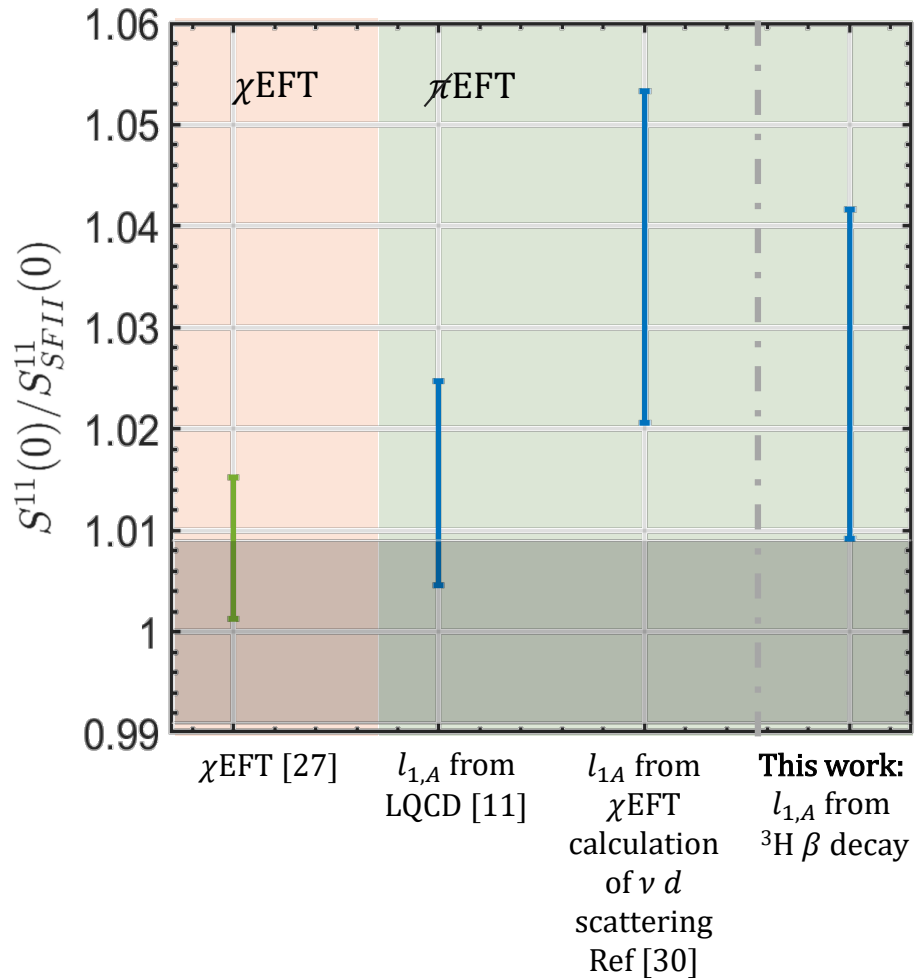 1.06
χEFT
π̸EFT
1.05
1.04
1.03
1.02
1.01
1
0.99
S¹¹(0)/S¹¹_{SFII}(0)
χEFT [27]
l₁,A from
LQCD [11]
l₁A from
χEFT
calculation
of ν d
scattering
Ref [30]
This work:
l₁,A from
³H β decay